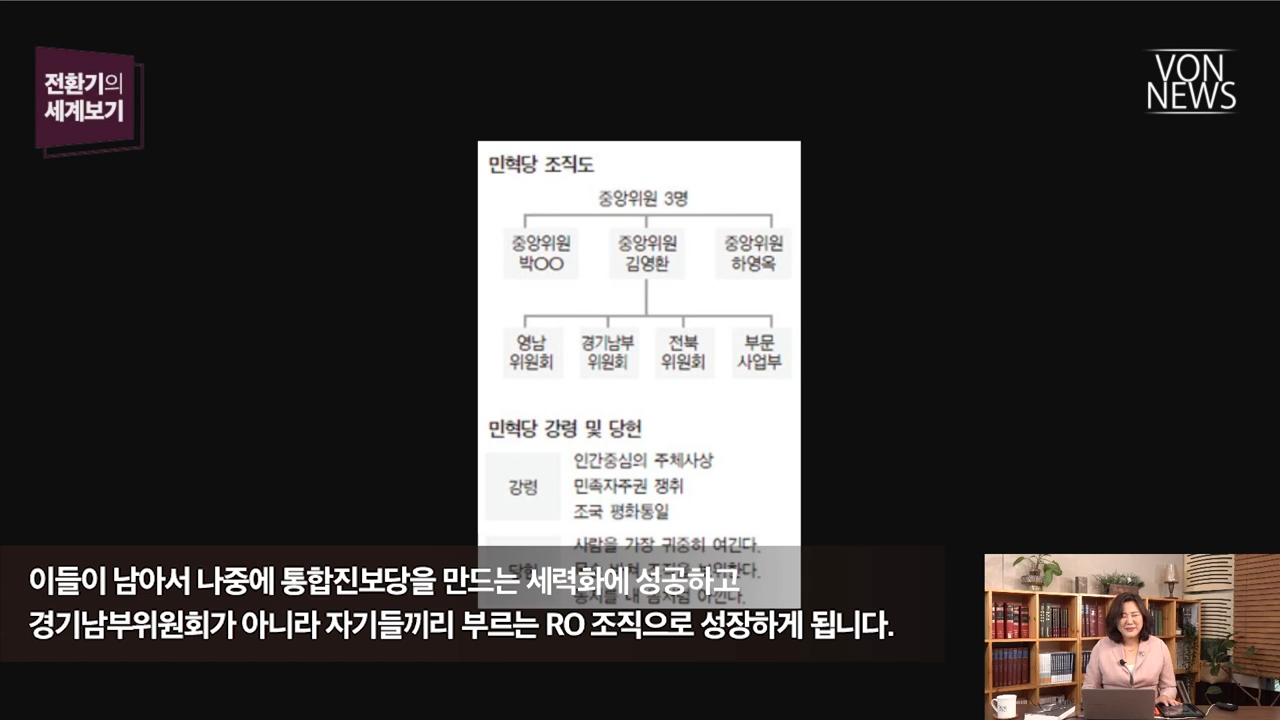 전환기의
세계보기
VON
NEWS
민혁당 조직도
중앙위원 3명
중앙위원
박○○
중앙위원
김영환
중앙위원
하영옥
영남
위원회
경기남부
위원회
전북
위원회
부문
사업부
민혁당 강령 및 당헌
강령
인간중심의 주체사상
민족자주권 쟁취
조국 평화통일
사람을 가장 귀중히 여긴다.
당헌
이들이 남아서 나중에 통합진보당을 만드는 세력화에 성공하고
경기남부위원회가 아니라 자기들끼리 부르는 RO 조직으로 성장하게 됩니다.